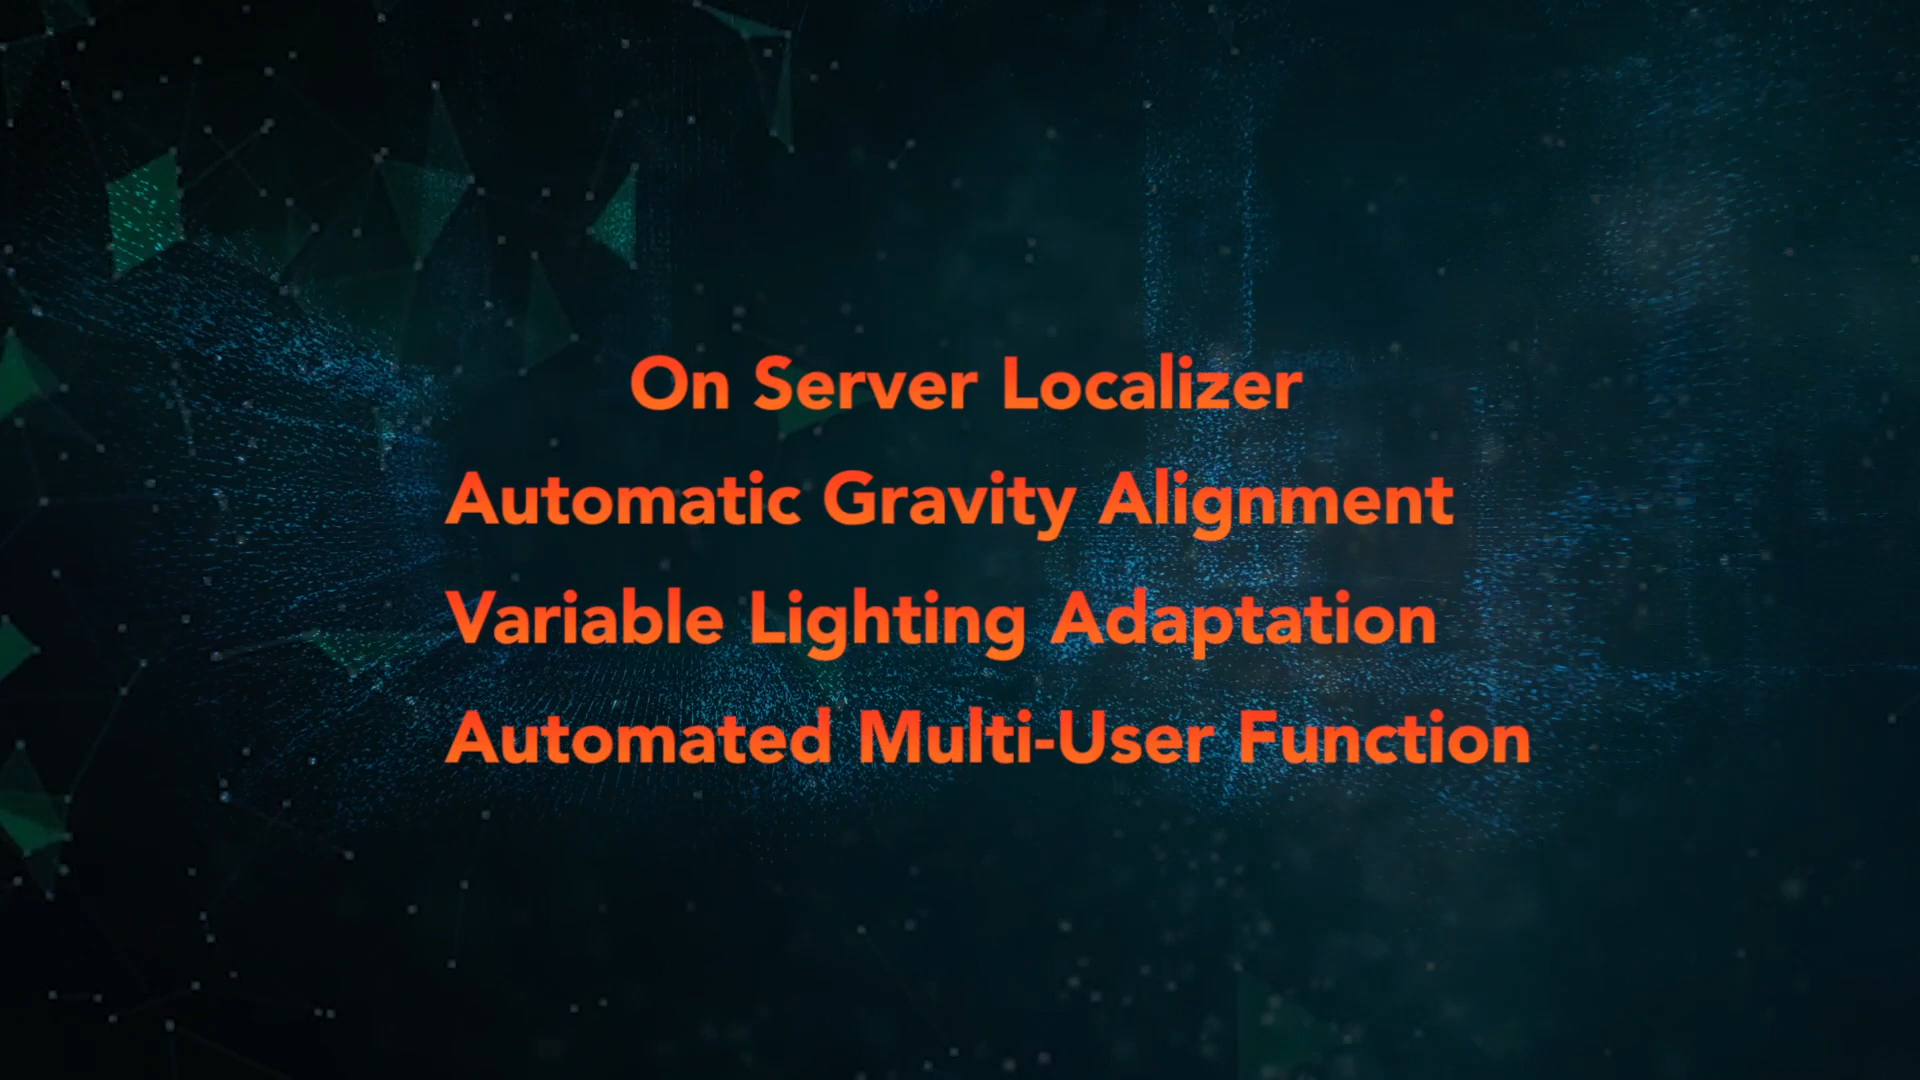 On Server Localizer
Automatic Gravity Alignment
Variable Lighting Adaptation
Automated Multi-User Function